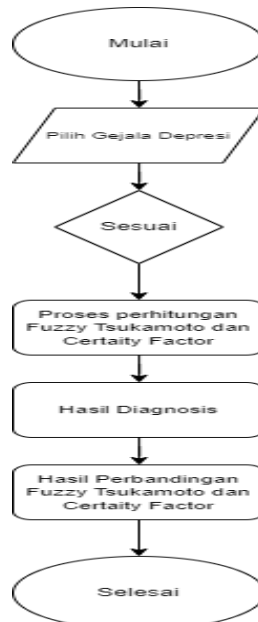 Mulai
Pilih Gejala Depresi
Sesuai
Proses perhitungan
Fuzzy Tsukamoto dan
Certaity Factor
Hasil Diagnosis
Hasil Perbandingan
Fuzzy Tsukamoto dan
Certaity Factor
Selesai